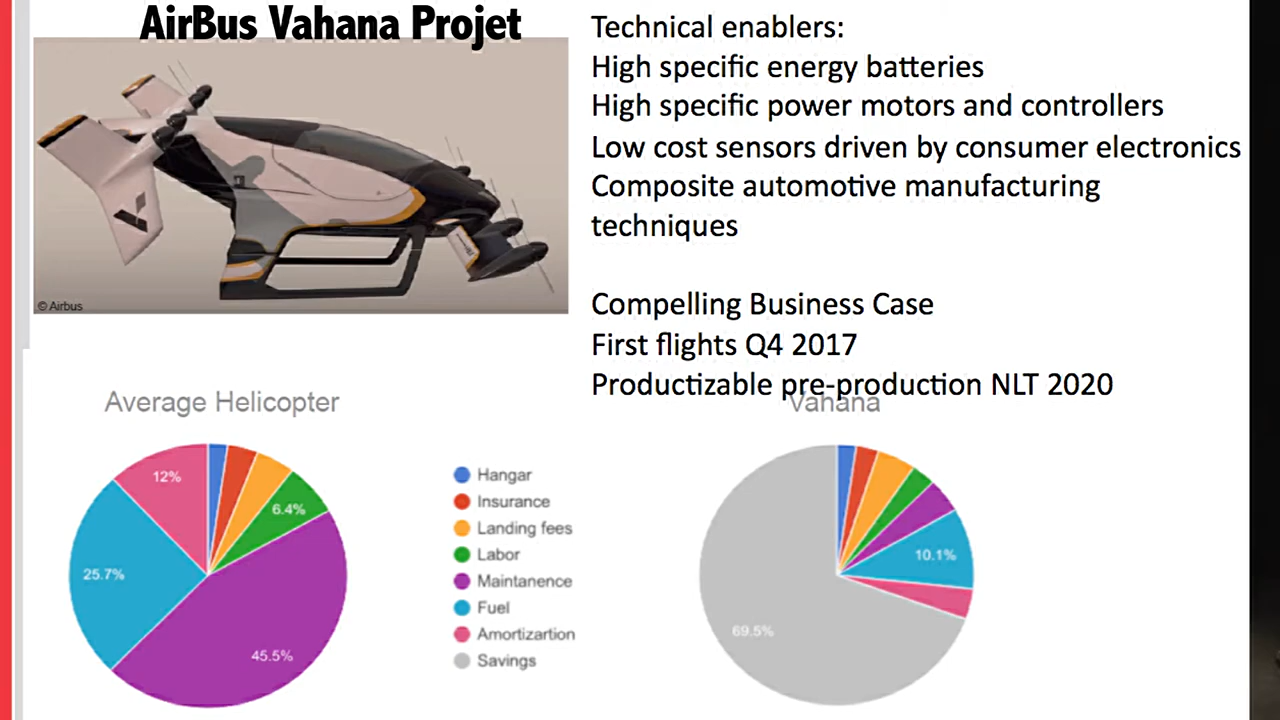 AirBus Vahana Projet
Technical enablers:
High specific energy batteries
High specific power motors and controllers
Low cost sensors driven by consumer electronics
Composite automotive manufacturing
techniques
Compelling Business Case
First flights Q4 2017
Productizable pre-production NLT 2020
© Airbus
Average Helicopter
12%
6.4%
25.7%
45.5%
Hangar
Insurance
Landing fees
Labor
Maintanence
Fuel
Amortizartion
Savings
Vahana
10.1%
69.5%